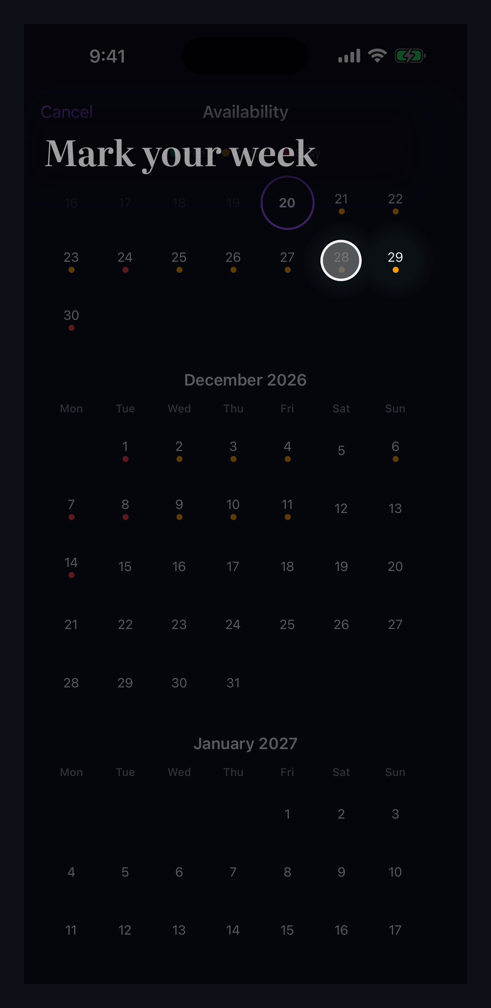 9:41
Cancel Availability
Mark your week
16 17 18 19 20 21 22
23 24 25 26 27 28 29
30
December 2026
Mon Tue Wed Thu Fri Sat Sun
1 2 3 4 5 6
7 8 9 10 11 12 13
14 15 16 17 18 19 20
21 22 23 24 25 26 27
28 29 30 31
January 2027
Mon Tue Wed Thu Fri Sat Sun
1 2 3
4 5 6 7 8 9 10
11 12 13 14 15 16 17